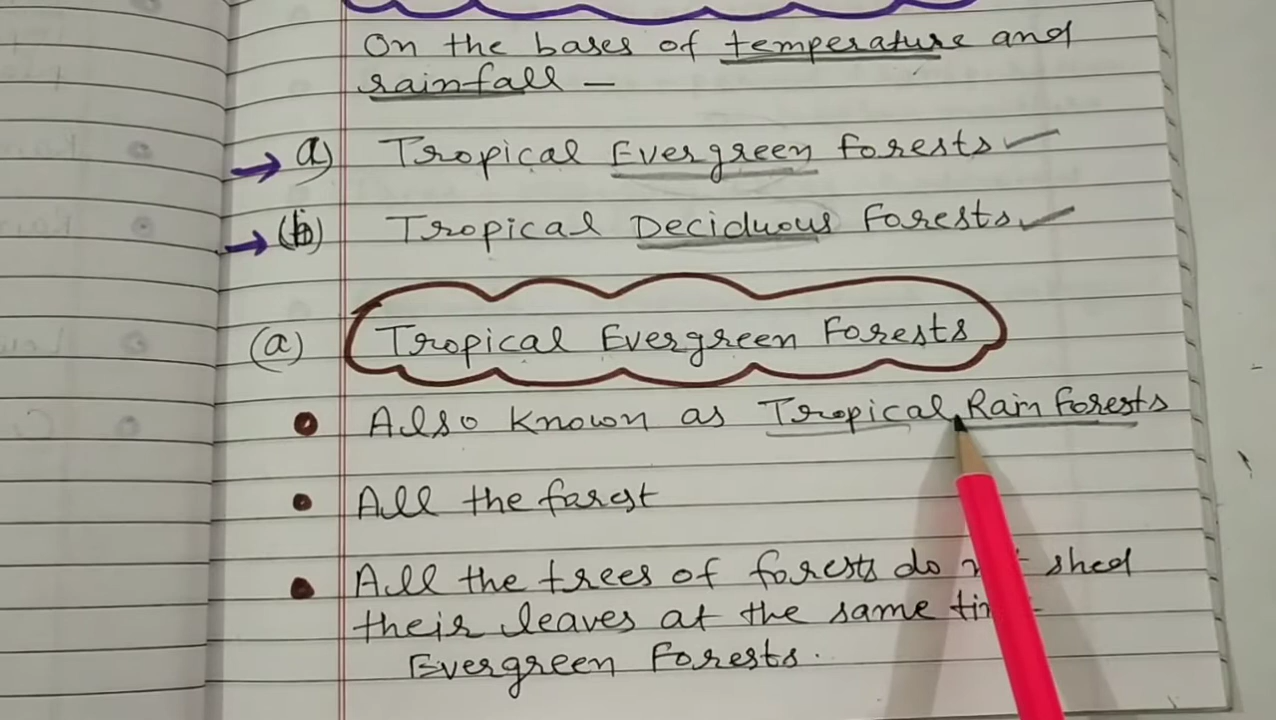 On the bases of temperature and
rainfall –
a) Tropical Evergreen forests
(b) Tropical Deciduous Forests
(a) Tropical Evergreen Forests
Also known as Tropical Rain Forests
All the farest
All the trees of forests do shed
their leaves at the same
Evergreen Forests.